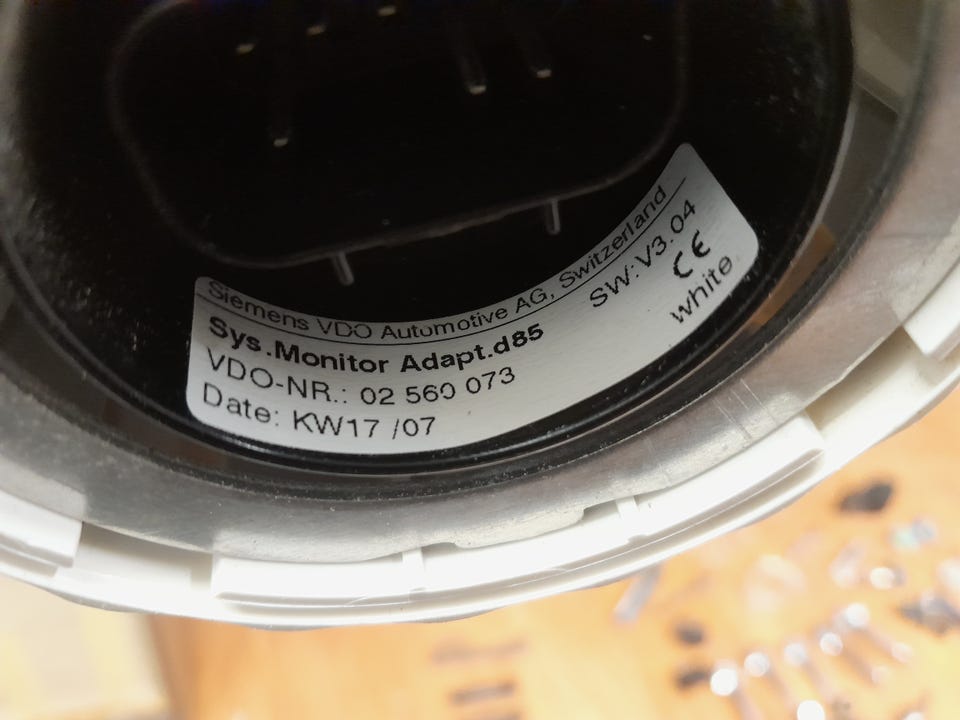 Siemens VDO Automotive AG, Switzerland
Sys.Monitor Adapt.d85
VDO-NR.: 02 560 073
Date: KW17 /07
SW:V3.04
CE
white